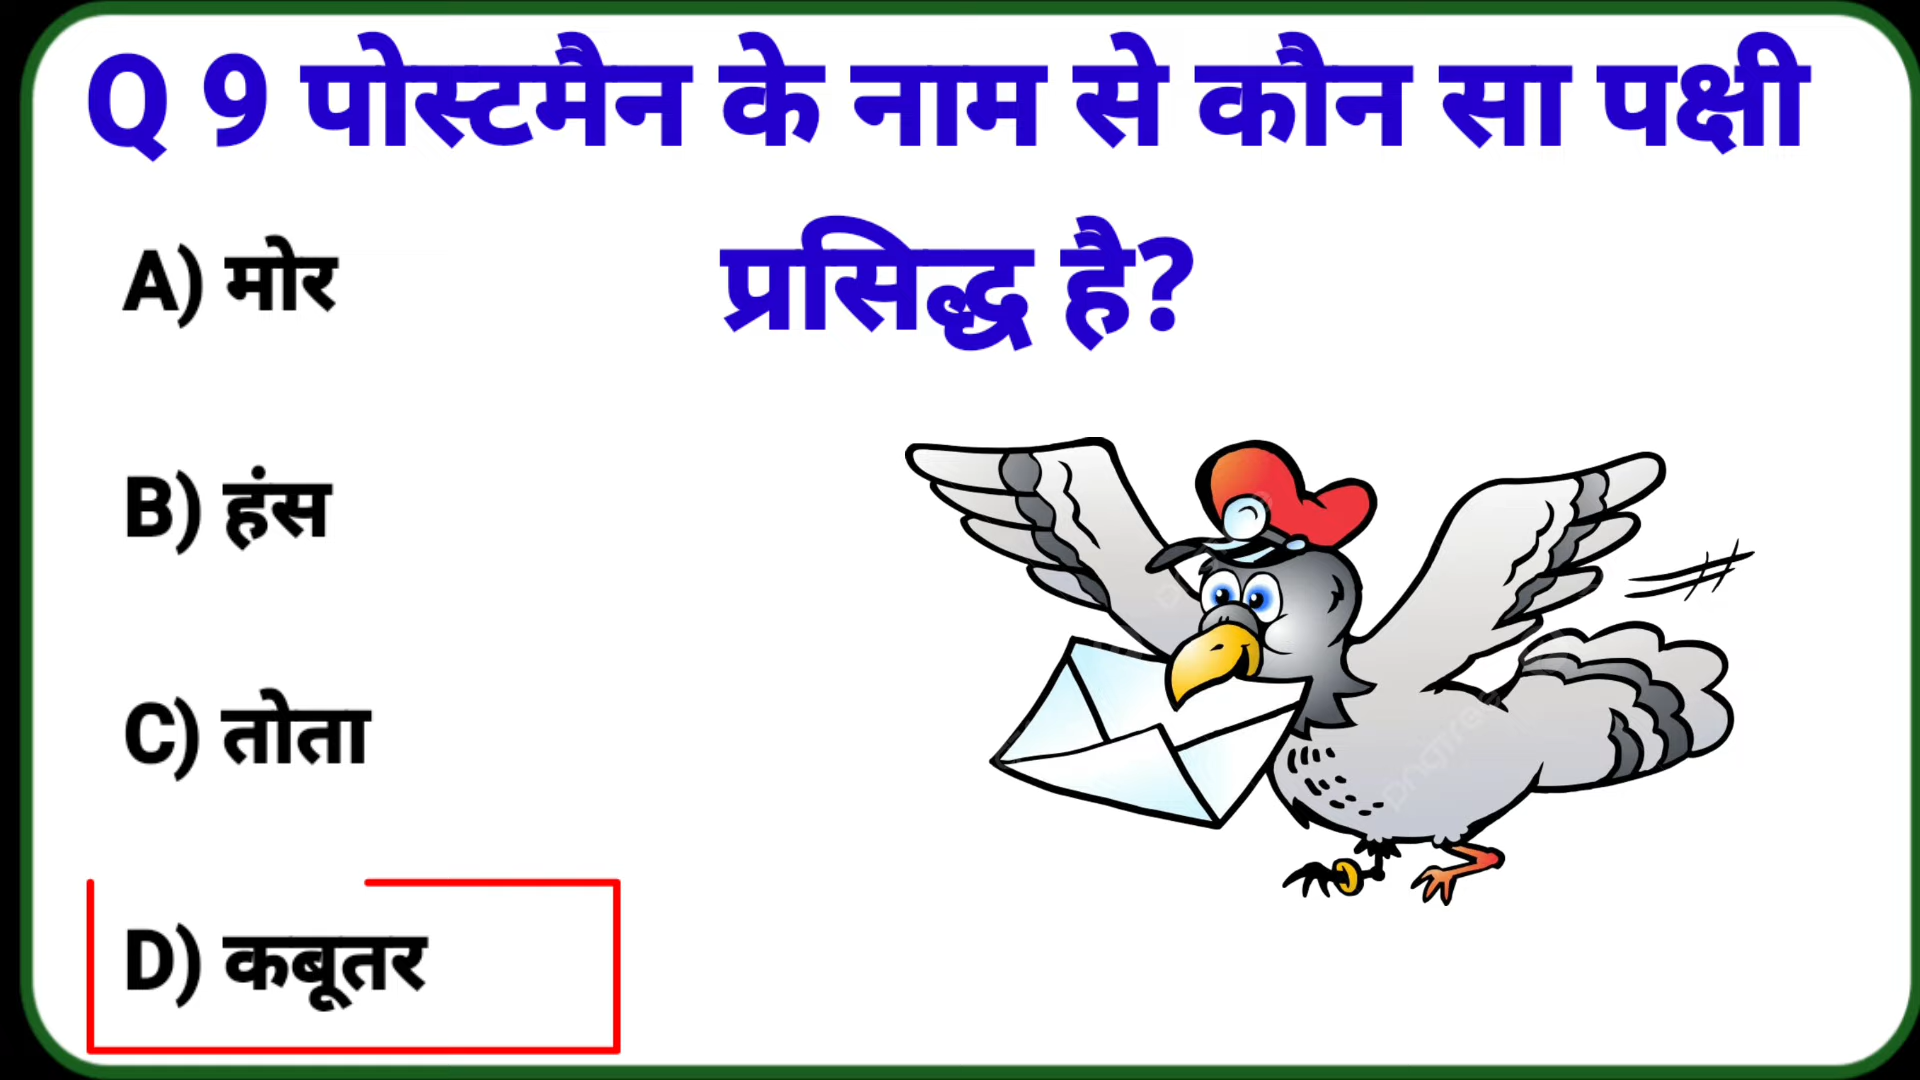 Q 9 पोस्टमैन के नाम से कौन सा पक्षी
प्रसिद्ध है?
A) मोर
B) हंस
C) तोता
D) कबूतर